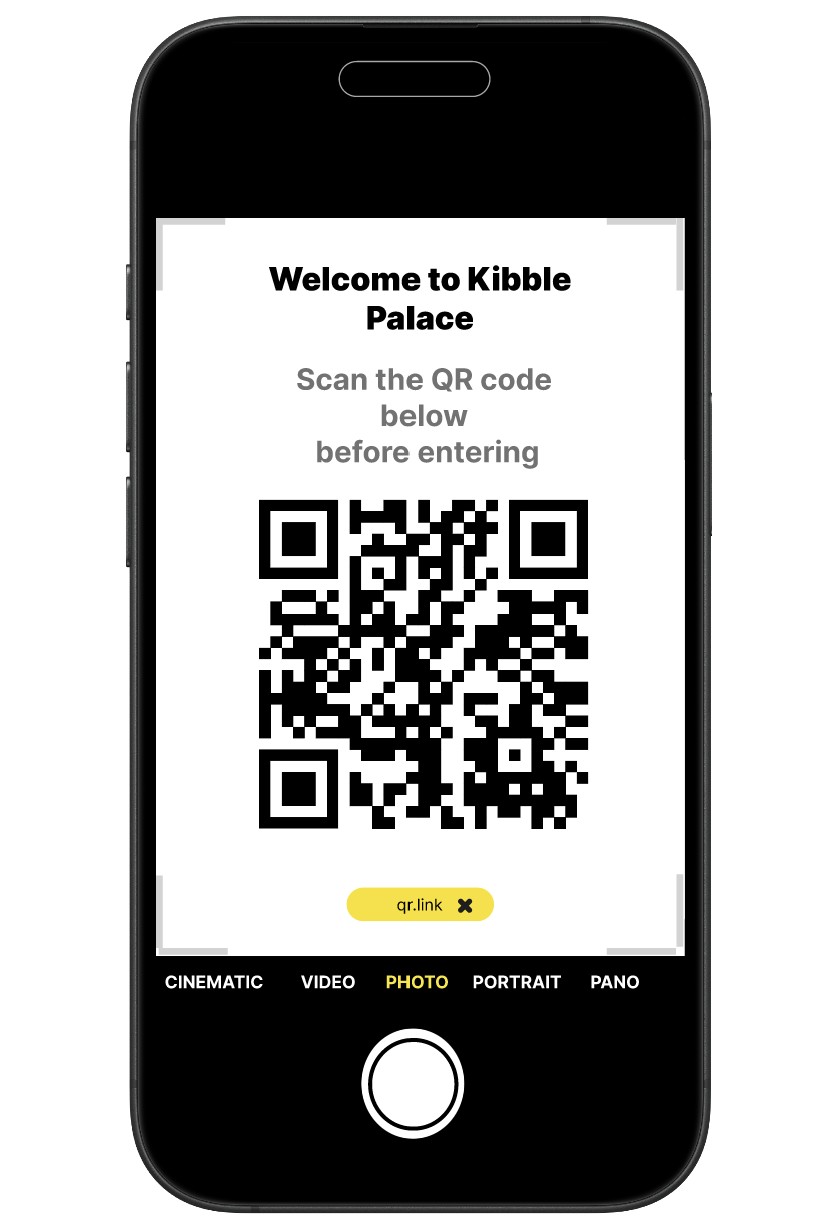 Welcome to Kibble
Palace
Scan the QR code
below
before entering
qr.link
CINEMATIC VIDEO PHOTO PORTRAIT PANO